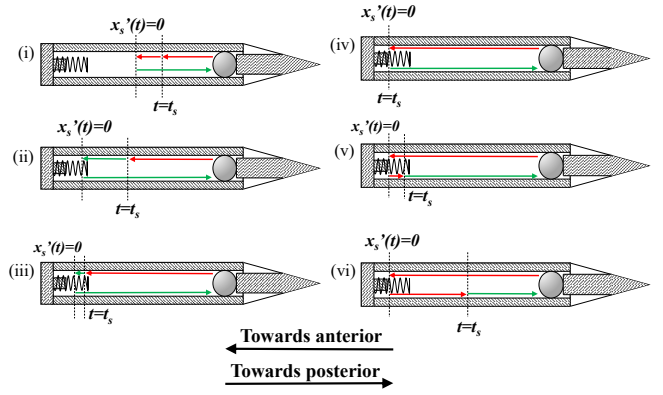 x_s'(t)=0
(i)
t=t_s
x_s'(t)=0
(ii)
t=t_s
x_s'(t)=0
(iii)
t=t_s
x_s'(t)=0
(iv)
t=t_s
x_s'(t)=0
(v)
t=t_s
x_s'(t)=0
(vi)
t=t_s
Towards anterior
Towards posterior